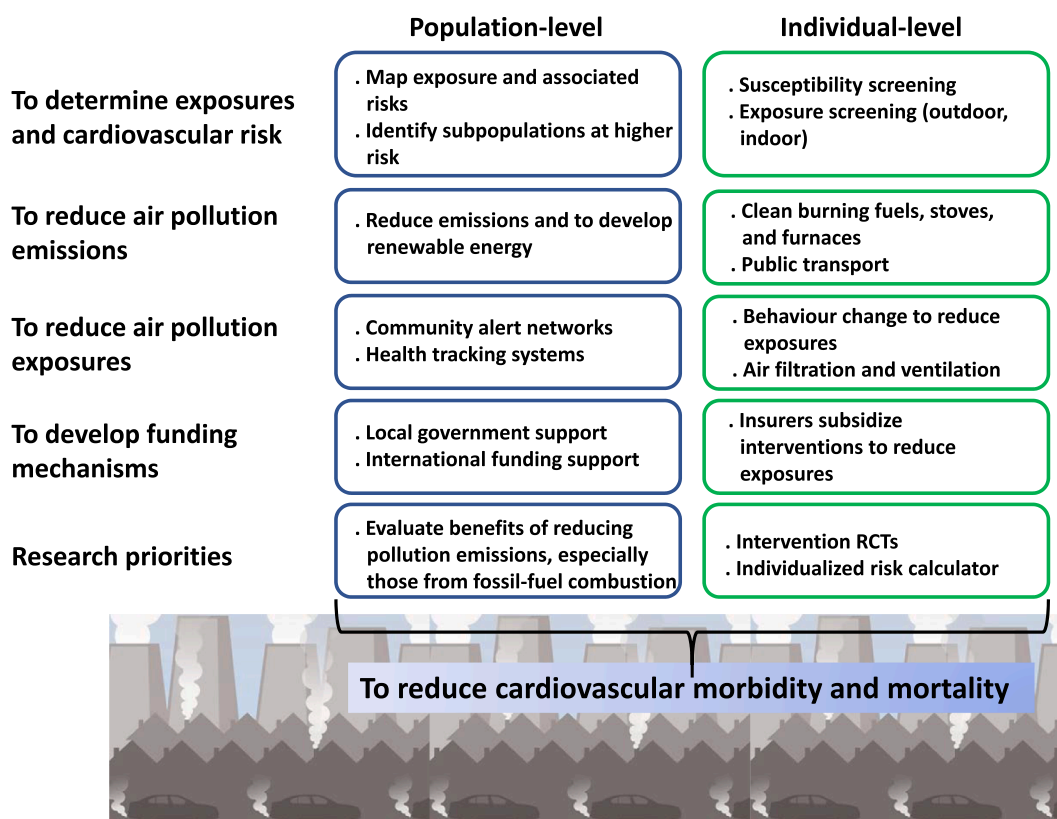 Population-level
Individual-level
To determine exposures
and cardiovascular risk
. Map exposure and associated
risks
. Identify subpopulations at higher
risk
. Susceptibility screening
. Exposure screening (outdoor,
indoor)
To reduce air pollution
emissions
. Reduce emissions and to develop
renewable energy
. Clean burning fuels, stoves,
and furnaces
. Public transport
To reduce air pollution
exposures
. Community alert networks
. Health tracking systems
. Behaviour change to reduce
exposures
. Air filtration and ventilation
To develop funding
mechanisms
. Local government support
. International funding support
. Insurers subsidize
interventions to reduce
exposures
Research priorities
. Evaluate benefits of reducing
pollution emissions, especially
those from fossil-fuel combustion
. Intervention RCTs
. Individualized risk calculator
To reduce cardiovascular morbidity and mortality